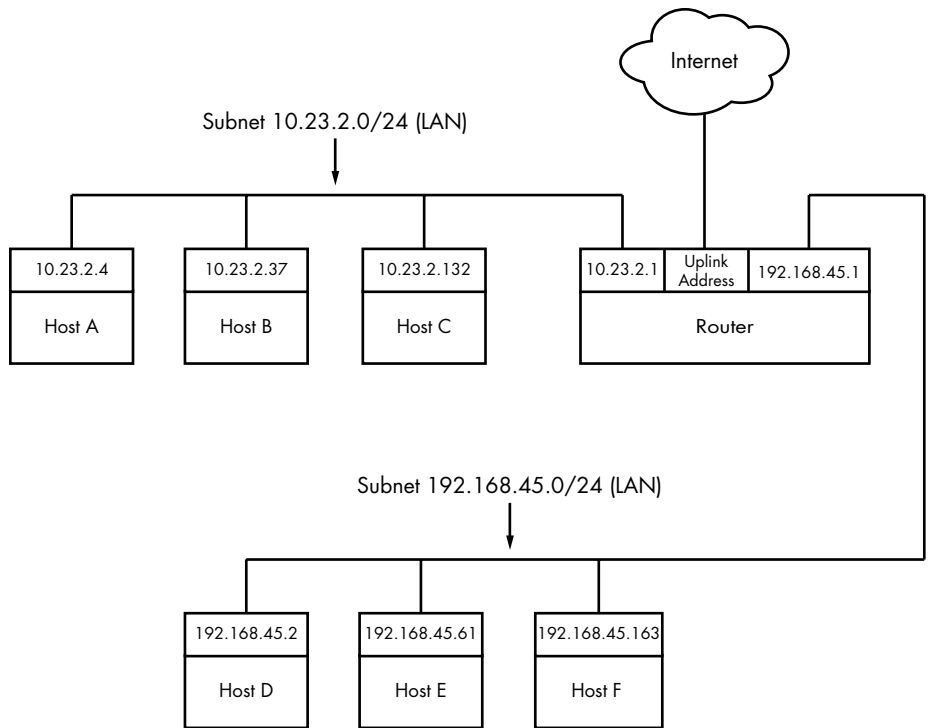 Internet
Subnet 10.23.2.0/24 (LAN)
10.23.2.4
Host A
10.23.2.37
Host B
10.23.2.132
Host C
10.23.2.1
Uplink
Address
192.168.45.1
Router
Subnet 192.168.45.0/24 (LAN)
192.168.45.2
Host D
192.168.45.61
Host E
192.168.45.163
Host F